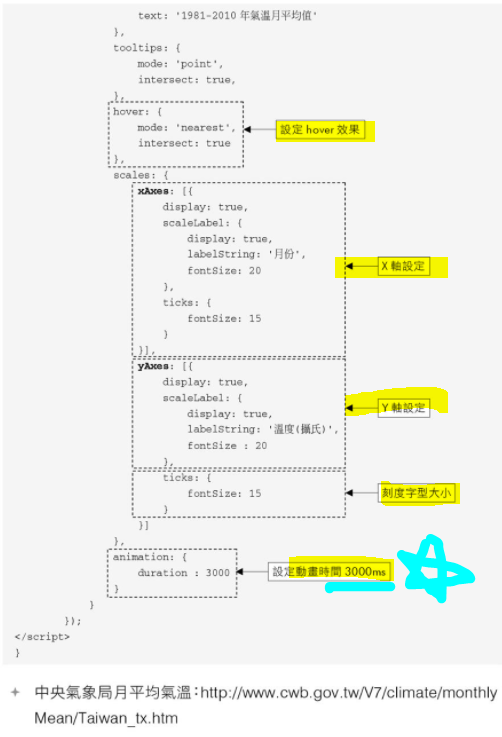 text: '1981-2010 年氣溫月平均值'
},
tooltips: {
mode: 'point',
intersect: true,
},
hover: {
mode: 'nearest',
設定 hover 效果
intersect: true
},
scales: {
xAxes: [{
display: true,
scaleLabel: {
display: true,
labelString: '月份',
X 軸設定
fontSize: 20
},
ticks: {
fontSize: 15
}
}],
yAxes: [{
display: true,
scaleLabel: {
display: true,
Y 軸設定
labelString: '溫度(攝氏)',
fontSize : 20
},
ticks: {
fontSize: 15
刻度字型大小
}
}]
},
animation: {
duration : 3000
設定動畫時間 3000ms
}
}
});
</script>
}
+ 中央氣象局月平均氣溫：http://www.cwb.gov.tw/V7/climate/monthly
Mean/Taiwan_tx.htm